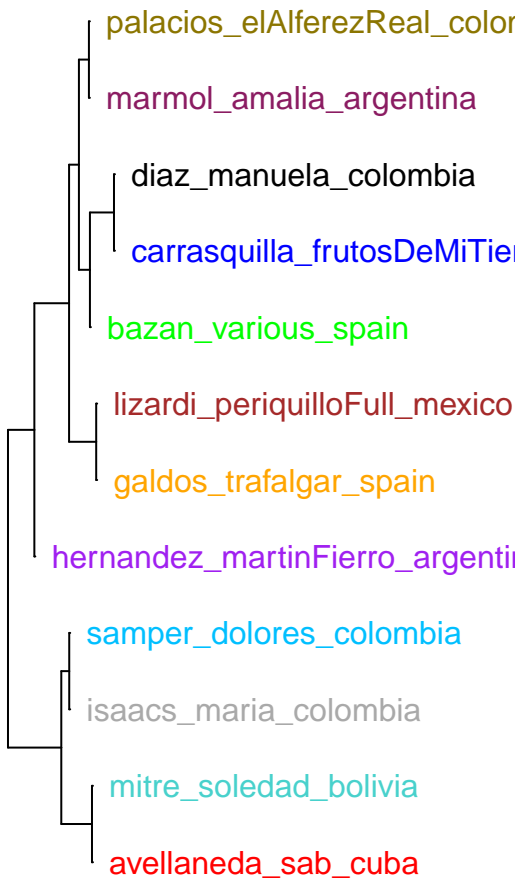 palacios_elAlferezReal_color
marmol_amalia_argentina
diaz_manuela_colombia
carrasquilla_frutosDeMiTier
bazan_various_spain
lizardi_periquilloFull_mexico
galdos_trafalgar_spain
hernandez_martinFierro_argentin
samper_dolores_colombia
isaacs_maria_colombia
mitre_soledad_bolivia
avellaneda_sab_cuba